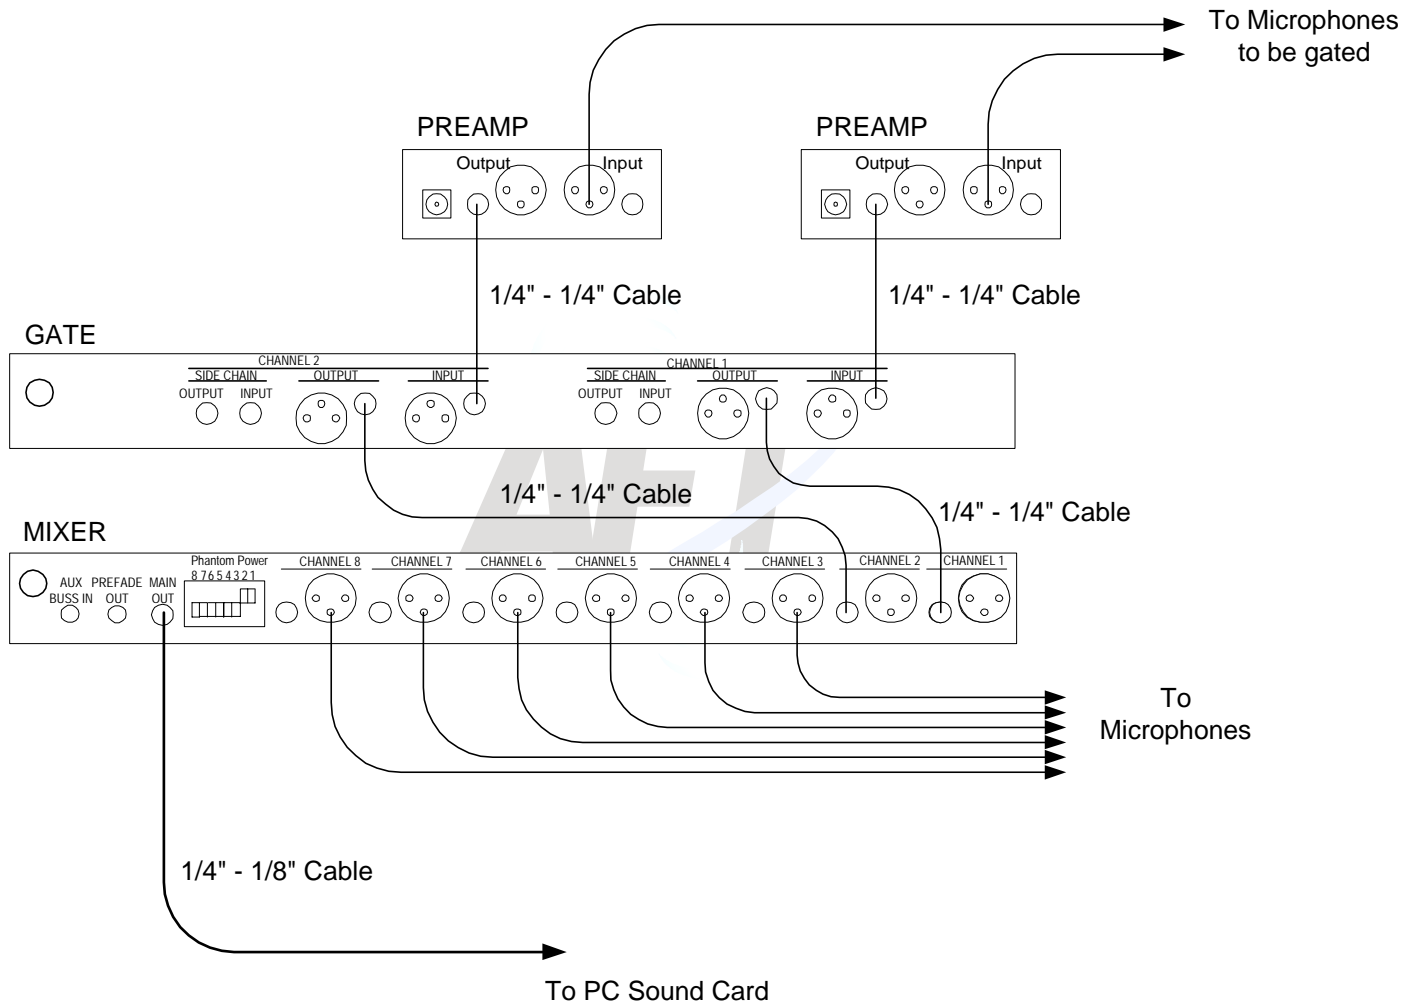 To Microphones
to be gated
PREAMP
PREAMP
Output
Input
Output
Input
1/4" - 1/4" Cable
1/4" - 1/4" Cable
GATE
CHANNEL 2
CHANNEL 1
SIDE CHAIN
OUTPUT
INPUT
SIDE CHAIN
OUTPUT
INPUT
OUTPUT
INPUT
OUTPUT
INPUT
AFI
1/4" - 1/4" Cable
1/4" - 1/4" Cable
MIXER
Phantom Power
8 7 6 5 4 3 2 1
CHANNEL 8
CHANNEL 7
CHANNEL 6
CHANNEL 5
CHANNEL 4
CHANNEL 3
CHANNEL 2
CHANNEL 1
AUX
BUSS IN
PREFADE
OUT
MAIN
OUT
To
Microphones
1/4" - 1/8" Cable
To PC Sound Card